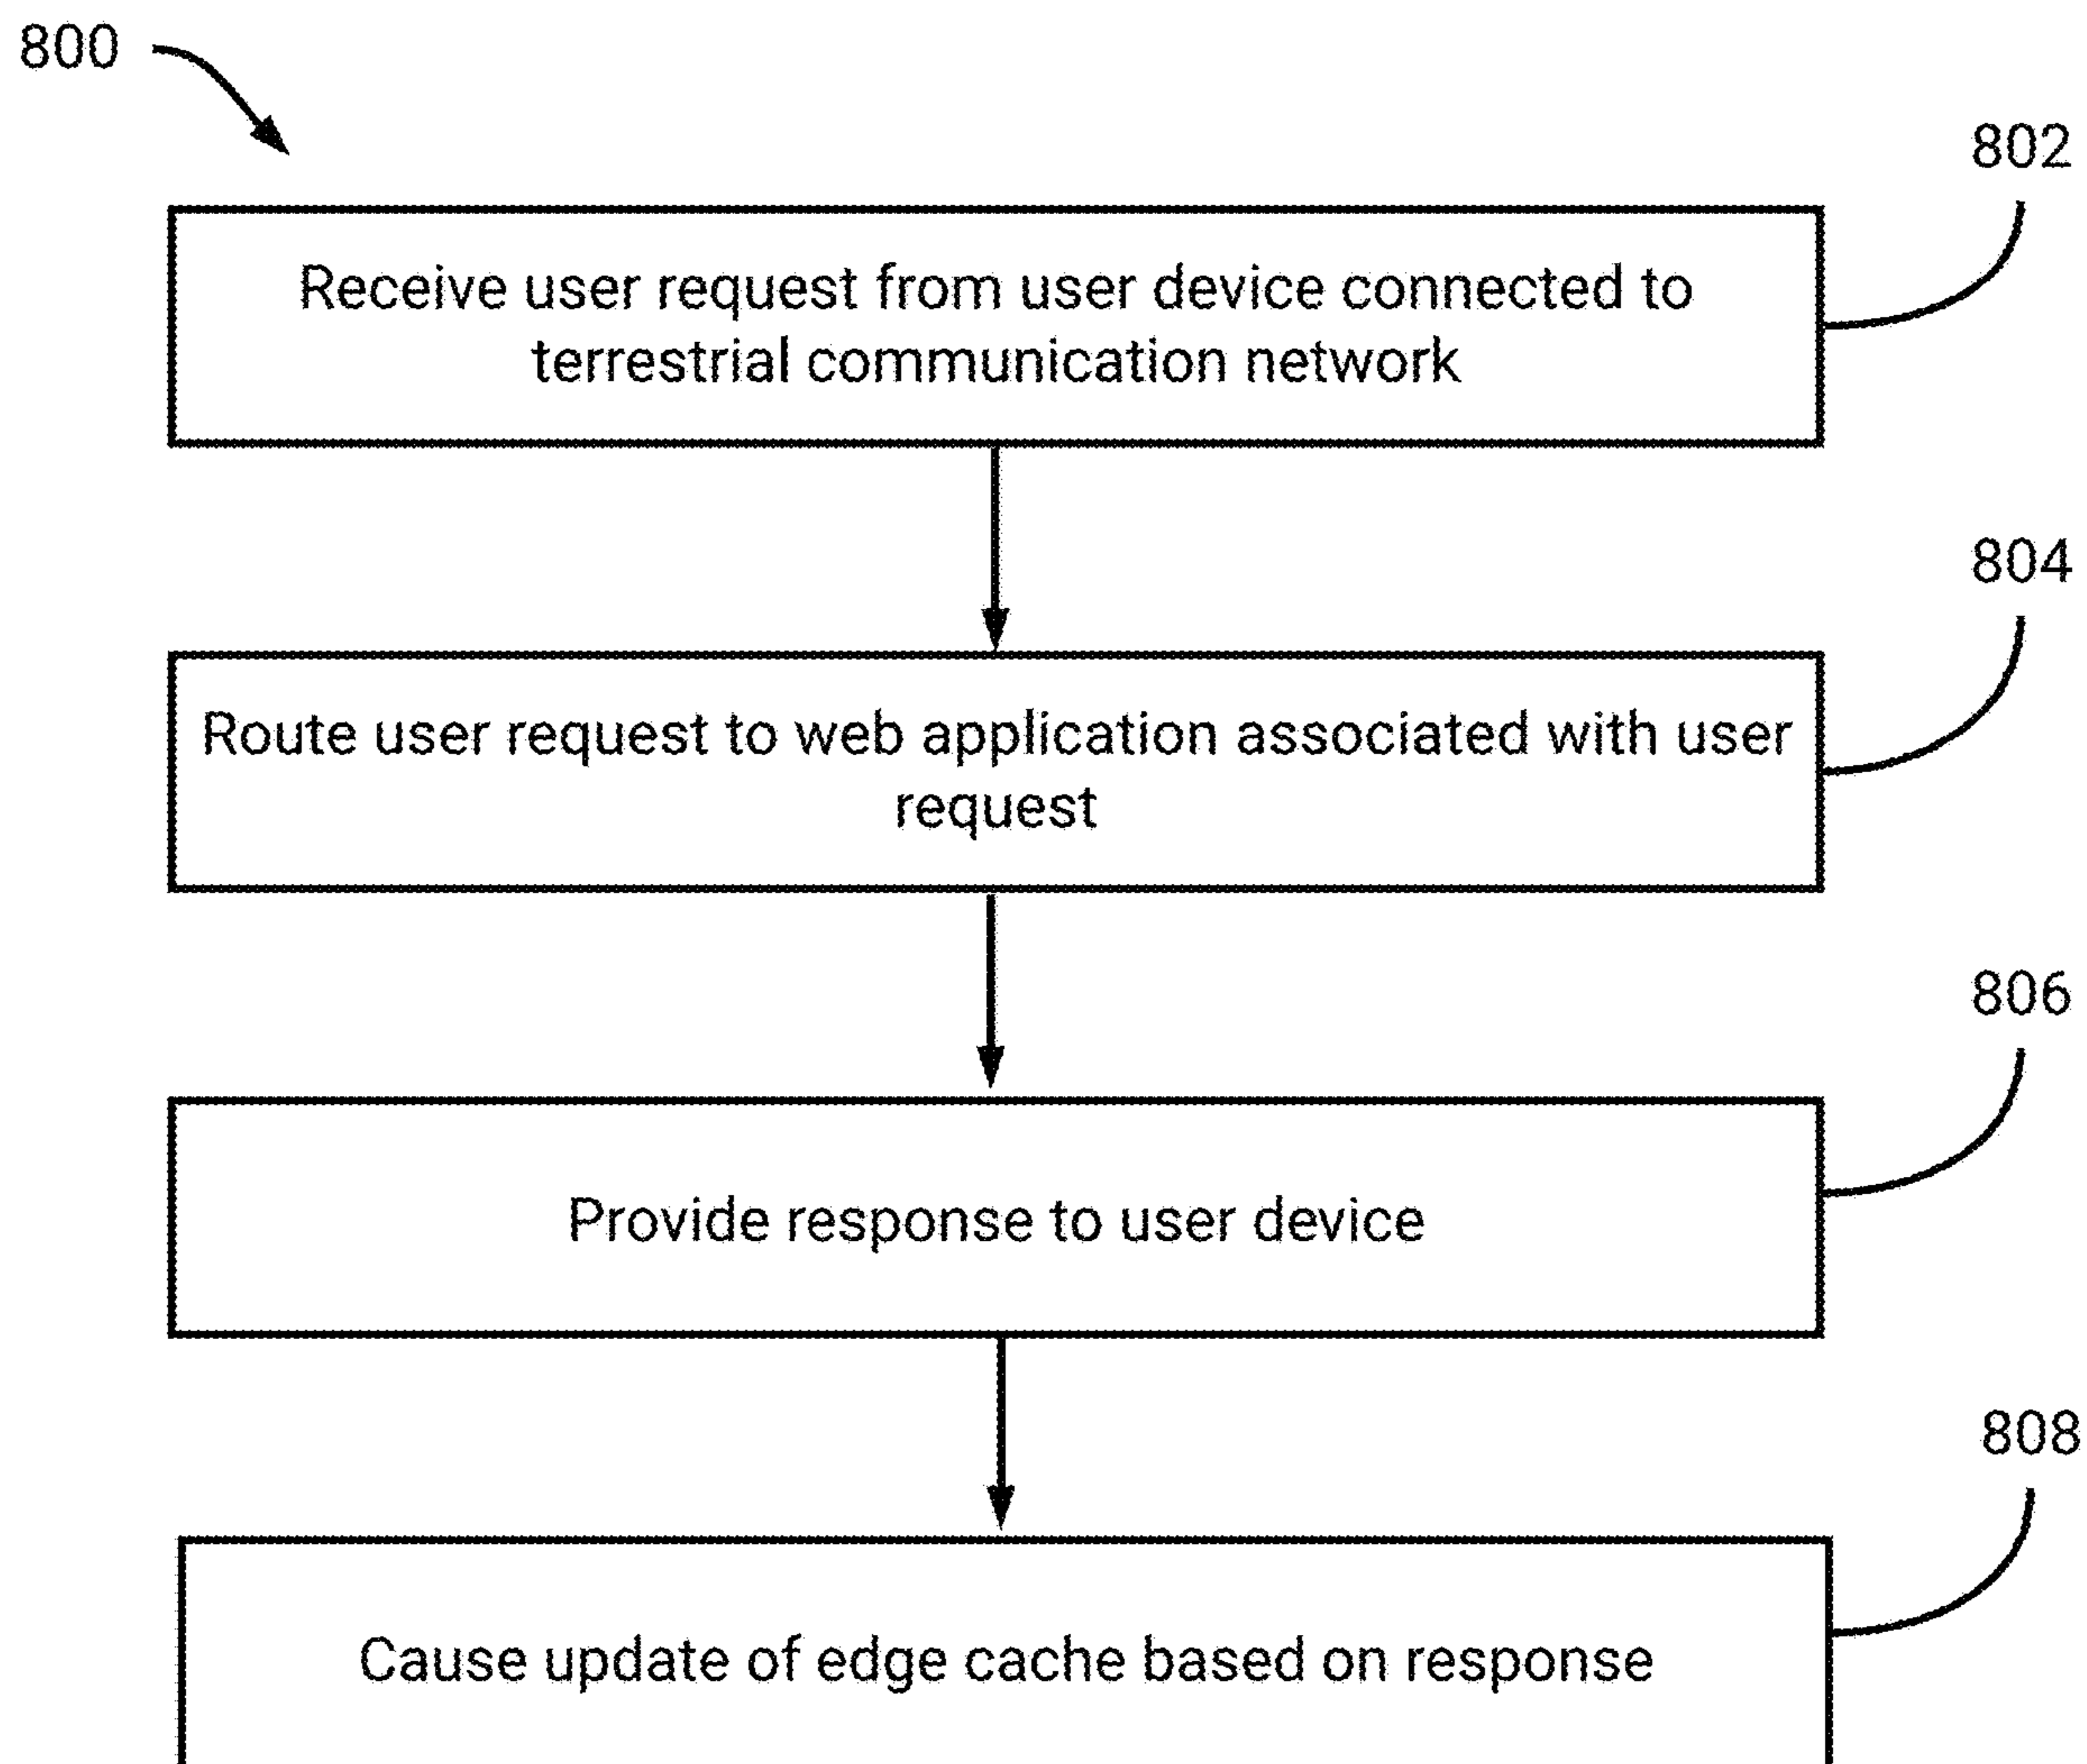 800
802
Receive user request from user device connected to
terrestrial communication network
804
Route user request to web application associated with user
request
806
Provide response to user device
808
Cause update of edge cache based on response